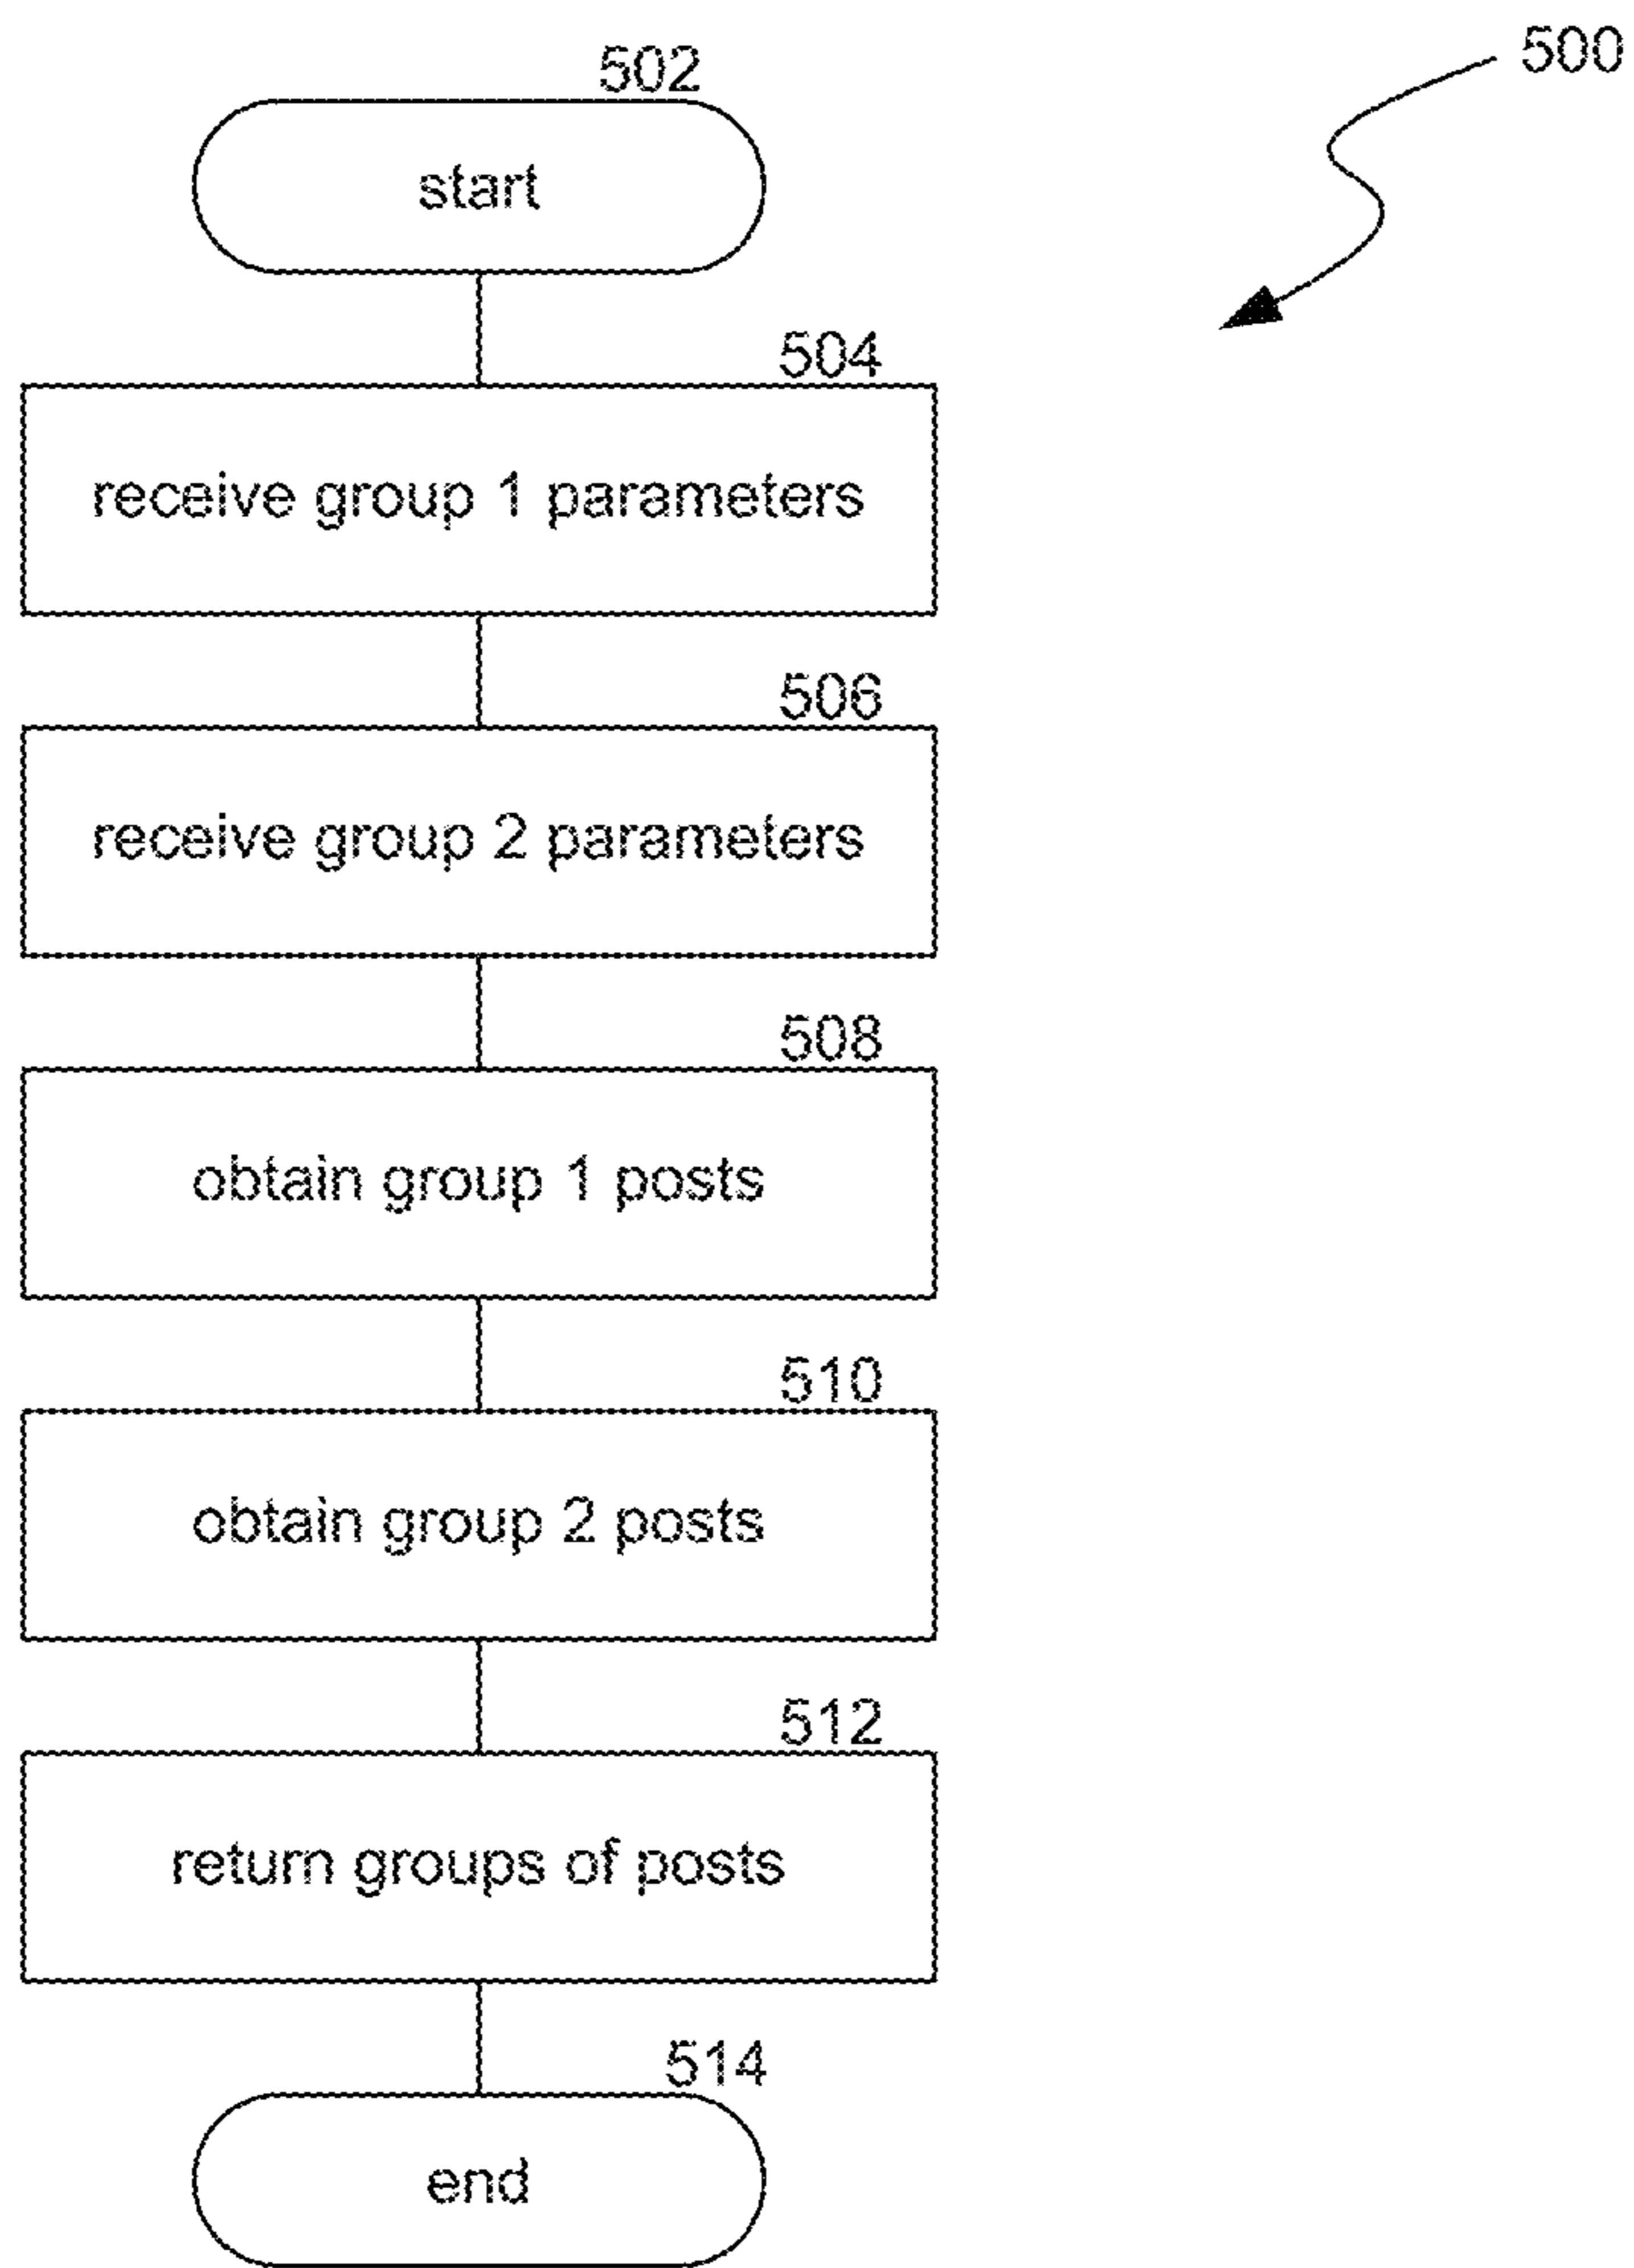 500
502
start
504
receive group 1 parameters
506
receive group 2 parameters
508
obtain group 1 posts
510
obtain group 2 posts
512
return groups of posts
514
end